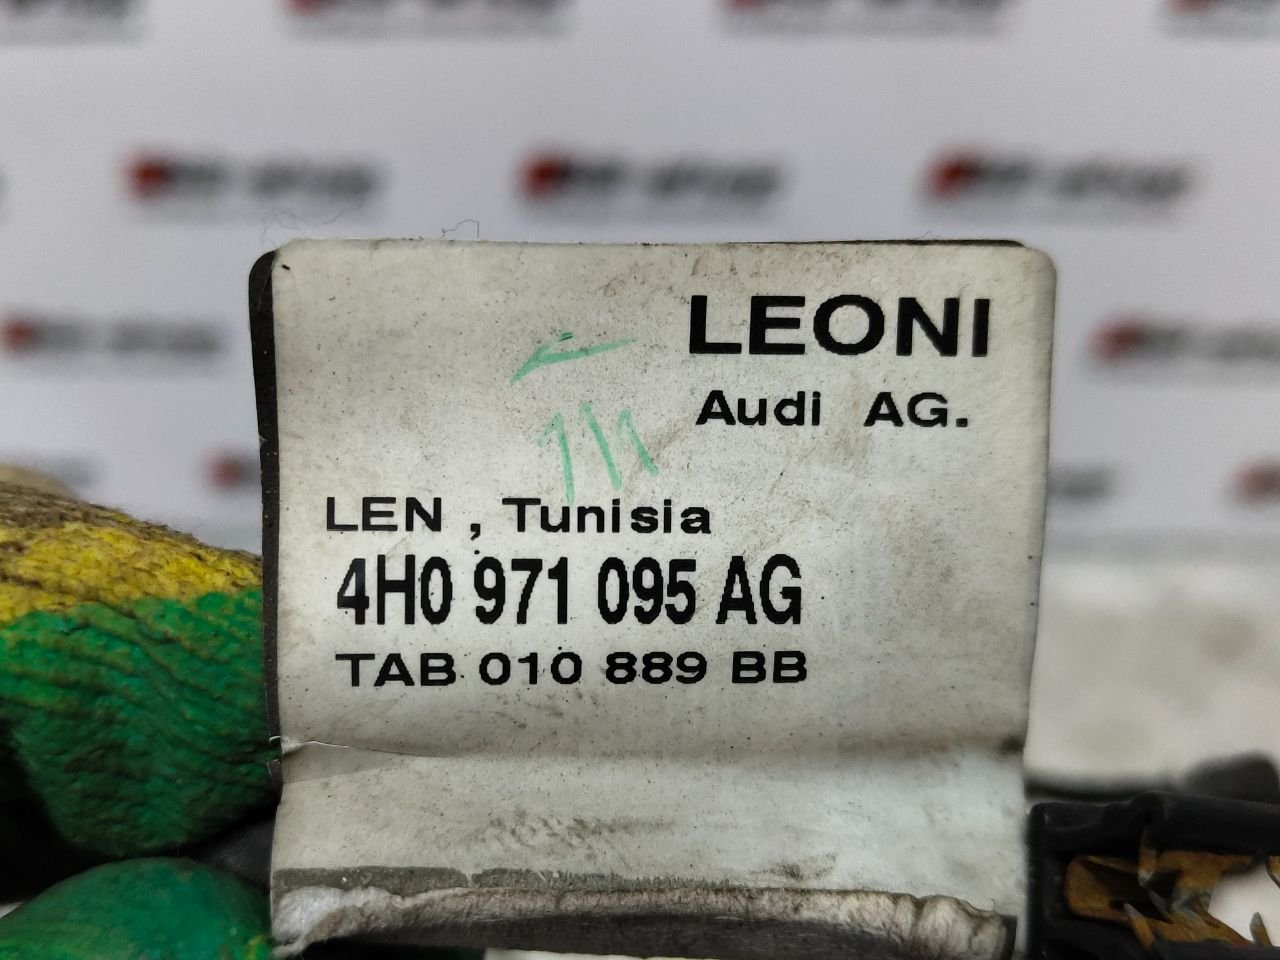 LEONI
Audi AG.
LEN , Tunisia
4H0 971 095 AG
TAB 010 889 BB